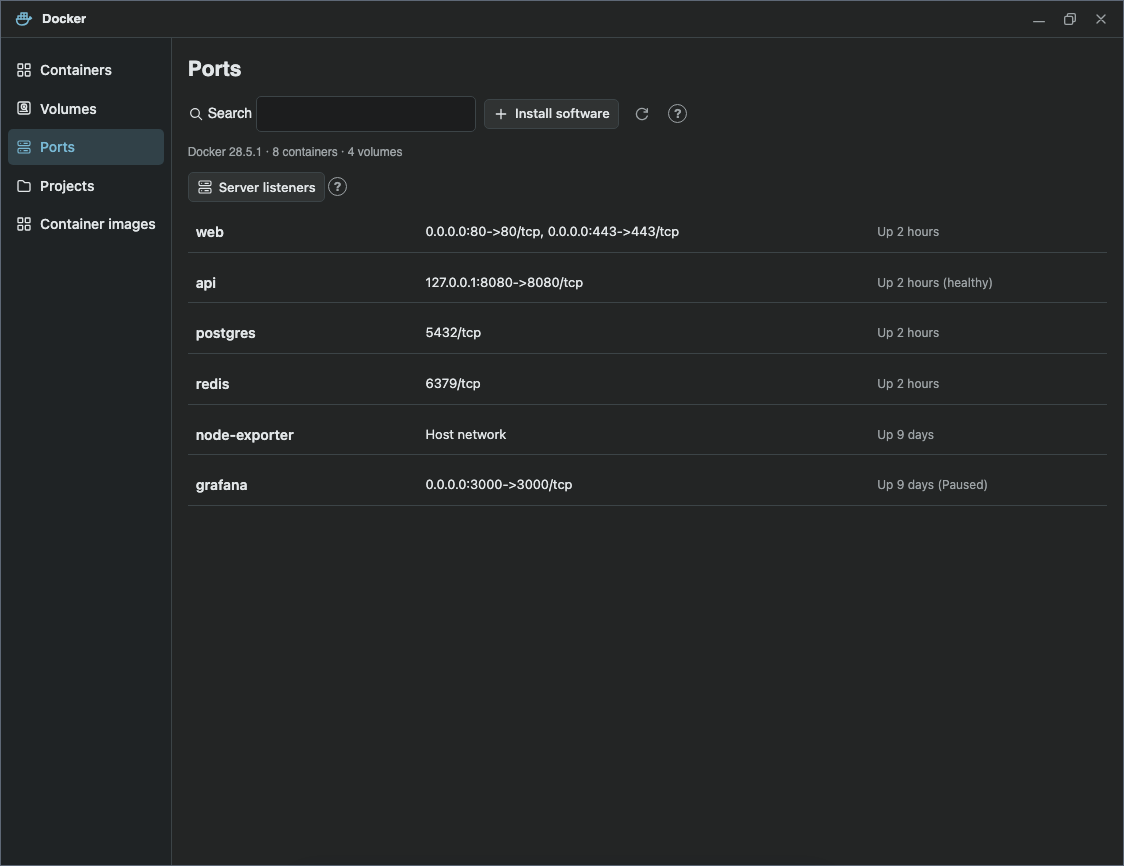 Docker
Containers
Volumes
Ports
Projects
Container images
Ports
Search
Install software
?
Docker 28.5.1 · 8 containers · 4 volumes
Server listeners ?
web 0.0.0.0:80->80/tcp, 0.0.0.0:443->443/tcp Up 2 hours
api 127.0.0.1:8080->8080/tcp Up 2 hours (healthy)
postgres 5432/tcp Up 2 hours
redis 6379/tcp Up 2 hours
node-exporter Host network Up 9 days
grafana 0.0.0.0:3000->3000/tcp Up 9 days (Paused)